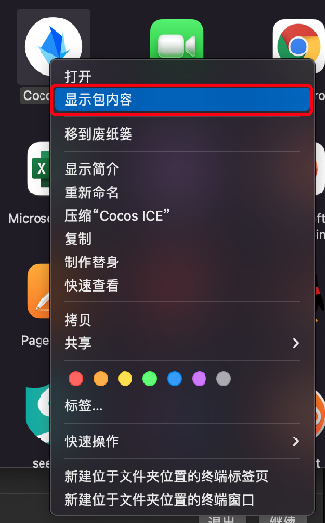 打开
Coco
显示包内容
移到废纸篓
显示简介
重新命名
Microse
压缩“Cocos ICE”
复制
制作替身
快速查看
拷贝
Page
共享
标签...
快速操作
see
新建位于文件夹位置的终端标签页
新建位于文件夹位置的终端窗口
退出
继续